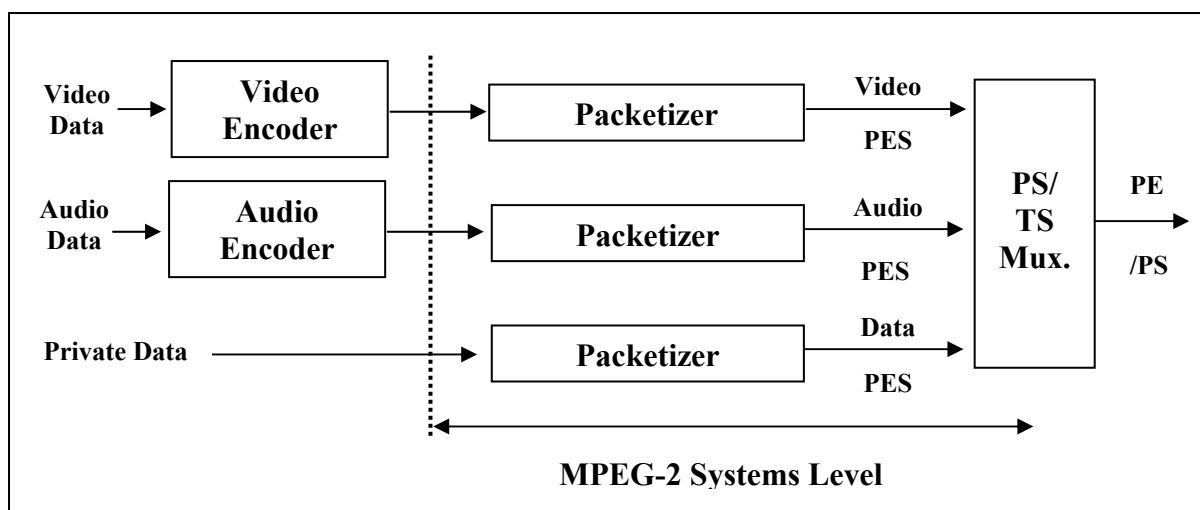 Video
Data
Video
Encoder
Packetizer
Video
PES
Audio
Data
Audio
Encoder
Packetizer
Audio
PES
Private Data
Packetizer
Data
PES
PS/
TS
Mux.
PE
/PS
MPEG-2 Systems Level